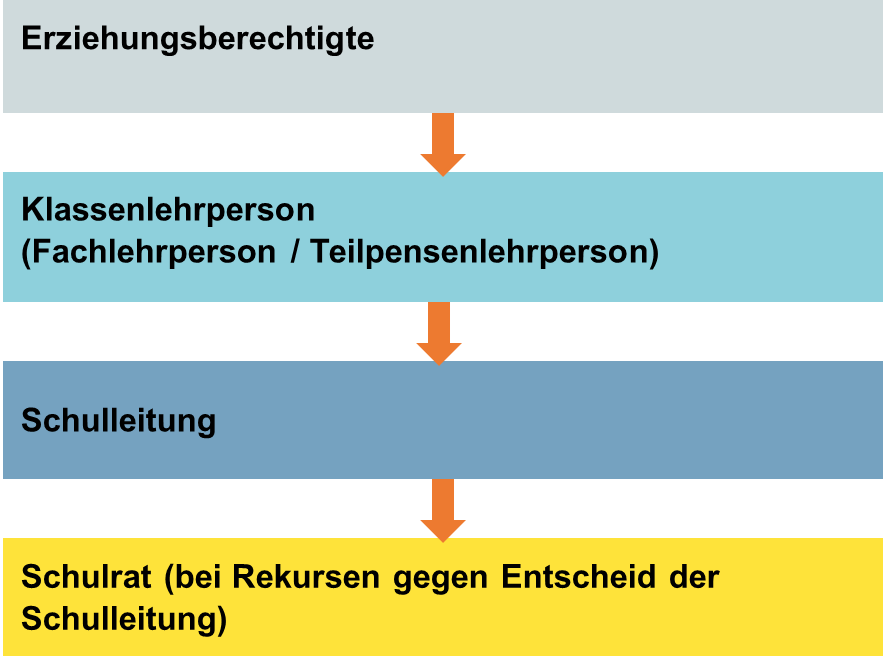 Erziehungsberechtigte
Klassenlehrperson
(Fachlehrperson / Teilpensenlehrperson)
Schulleitung
Schulrat (bei Rekursen gegen Entscheid der
Schulleitung)